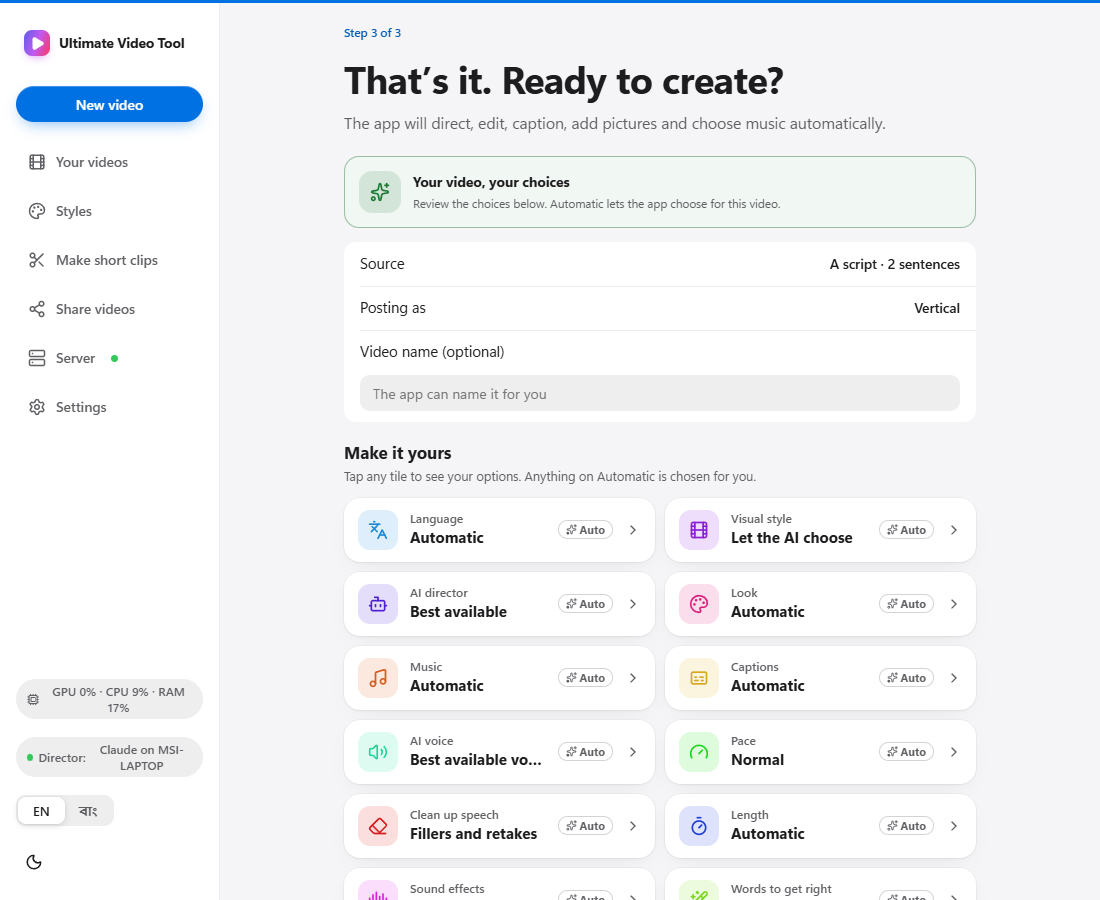 Ultimate Video Tool
New video
Your videos
Styles
Make short clips
Share videos
Server
Settings
GPU 0% · CPU 9% · RAM
17%
Director: Claude on MSI-
LAPTOP
EN বাং
Step 3 of 3
That’s it. Ready to create?
The app will direct, edit, caption, add pictures and choose music automatically.
Your video, your choices
Review the choices below. Automatic lets the app choose for this video.
Source A script · 2 sentences
Posting as Vertical
Video name (optional)
The app can name it for you
Make it yours
Tap any tile to see your options. Anything on Automatic is chosen for you.
Language
Automatic
Auto
Visual style
Let the AI choose
Auto
AI director
Best available
Auto
Look
Automatic
Auto
Music
Automatic
Auto
Captions
Automatic
Auto
AI voice
Best available vo...
Auto
Pace
Normal
Auto
Clean up speech
Fillers and retakes
Auto
Length
Automatic
Auto
Sound effects
Auto
Words to get right
Auto